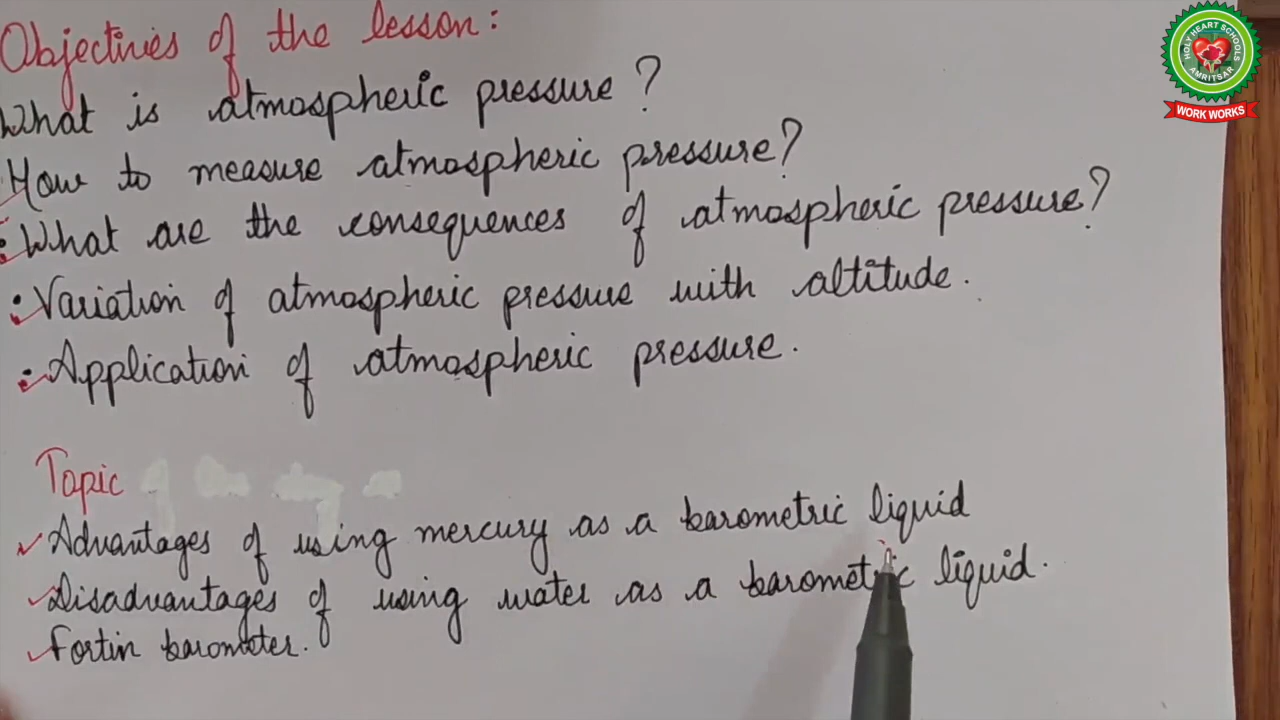 Objectives of the lesson:
What is atmospheric pressure?
How to measure atmospheric pressure?
: What are the consequences of atmospheric pressure?
: Variation of atmospheric pressure with altitude.
: Application of atmospheric pressure.
Topic
Advantages of using mercury as a barometric liquid
Disadvantages of using water as a barometric liquid.
Fortin barometer.
HOLY HEART SCHOOLS
AMRITSAR
WORK WORKS